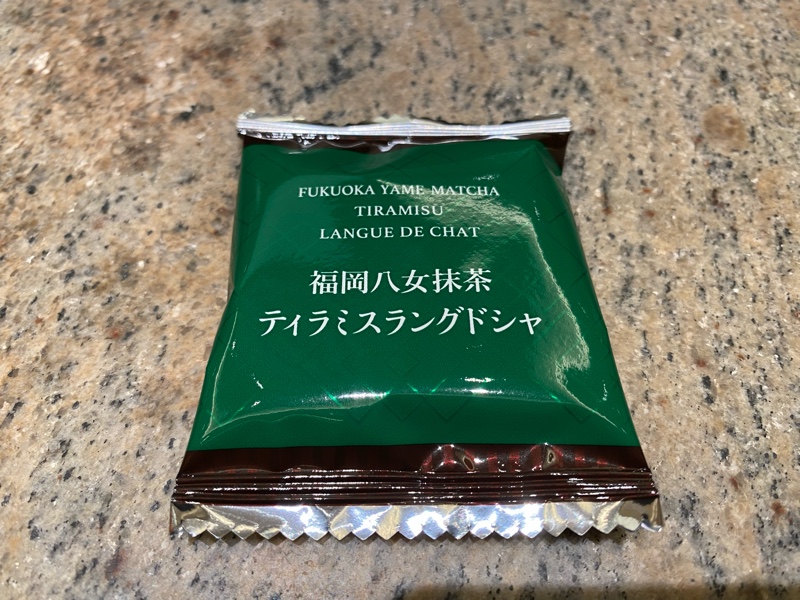 FUKUOKA YAME MATCHA
TIRAMISU
LANGUE DE CHAT
福岡八女抹茶
ティラミスラングドシャ